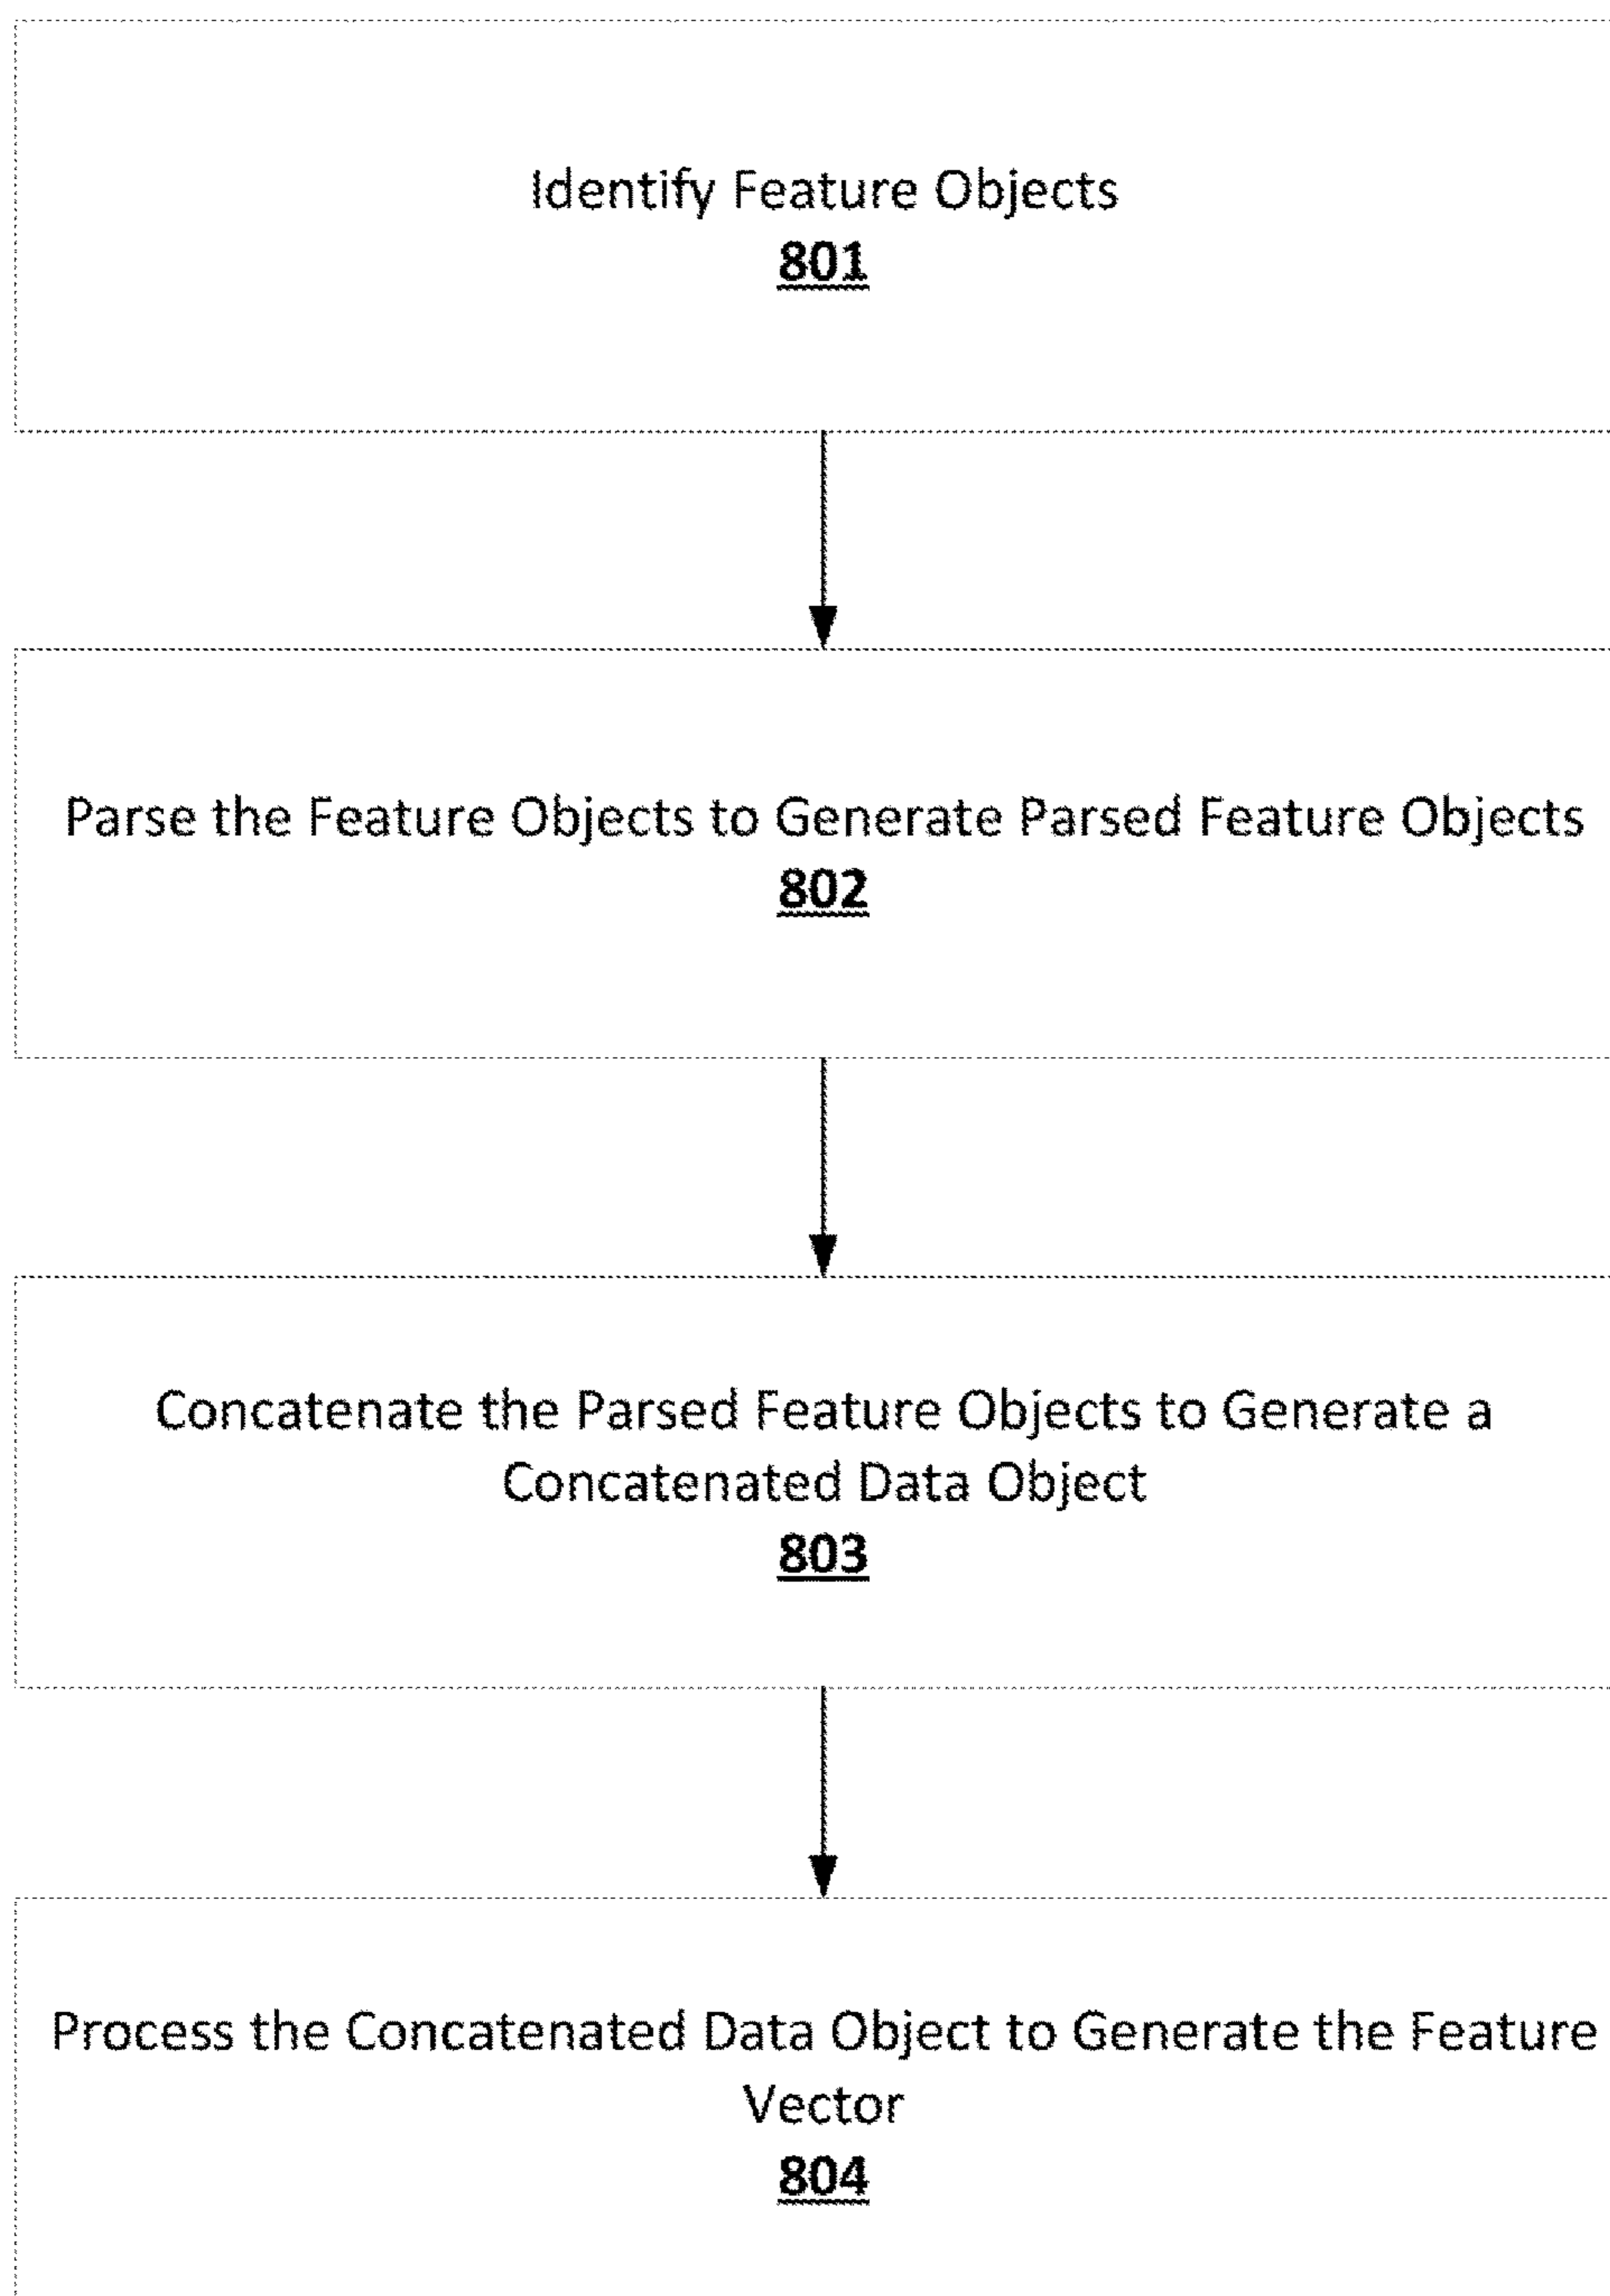 Identify Feature Objects
801
Parse the Feature Objects to Generate Parsed Feature Objects
802
Concatenate the Parsed Feature Objects to Generate a
Concatenated Data Object
803
Process the Concatenated Data Object to Generate the Feature
Vector
804